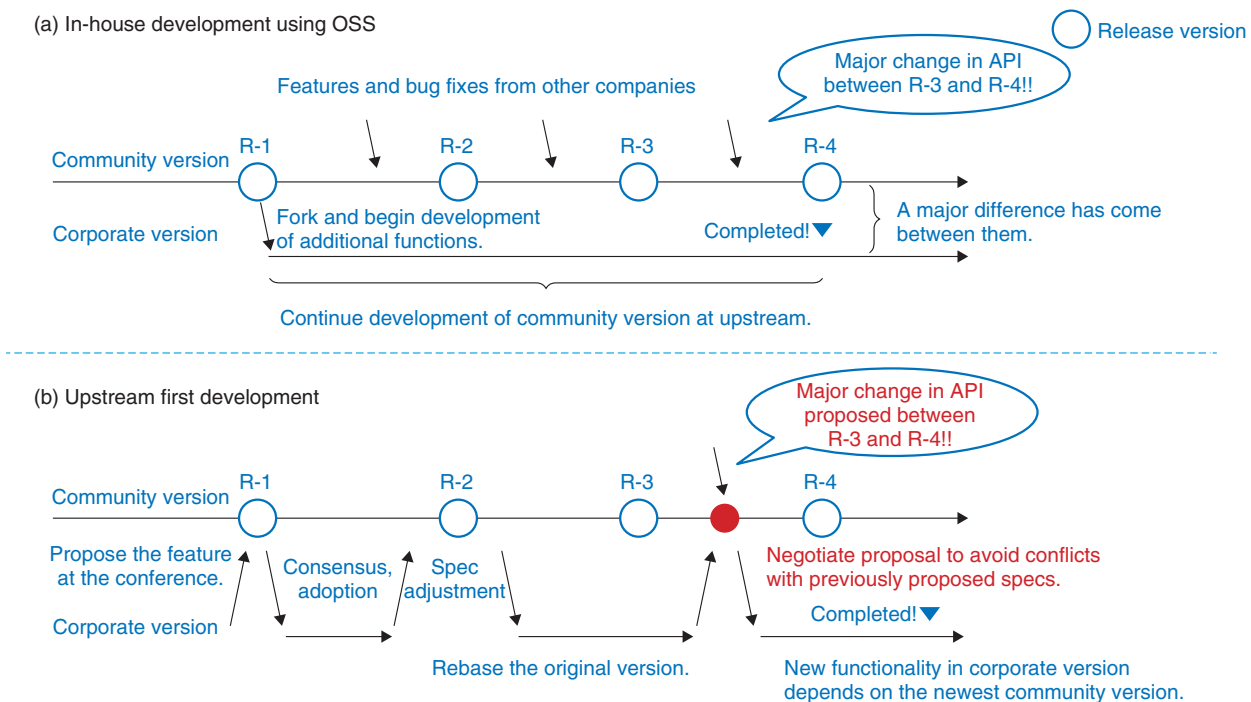 (a) In-house development using OSS
Release version
Major change in API
between R-3 and R-4!!
Features and bug fixes from other companies
R-1
R-2
R-3
R-4
Community version
Fork and begin development
of additional functions.
Corporate version
Completed!
A major difference has come
between them.
Continue development of community version at upstream.
(b) Upstream first development
Major change in API
proposed between
R-3 and R-4!!
R-1
R-2
R-3
R-4
Community version
Propose the feature
at the conference.
Consensus,
adoption
Spec
adjustment
Negotiate proposal to avoid conflicts
with previously proposed specs.
Corporate version
Completed!
Rebase the original version.
New functionality in corporate version
depends on the newest community version.